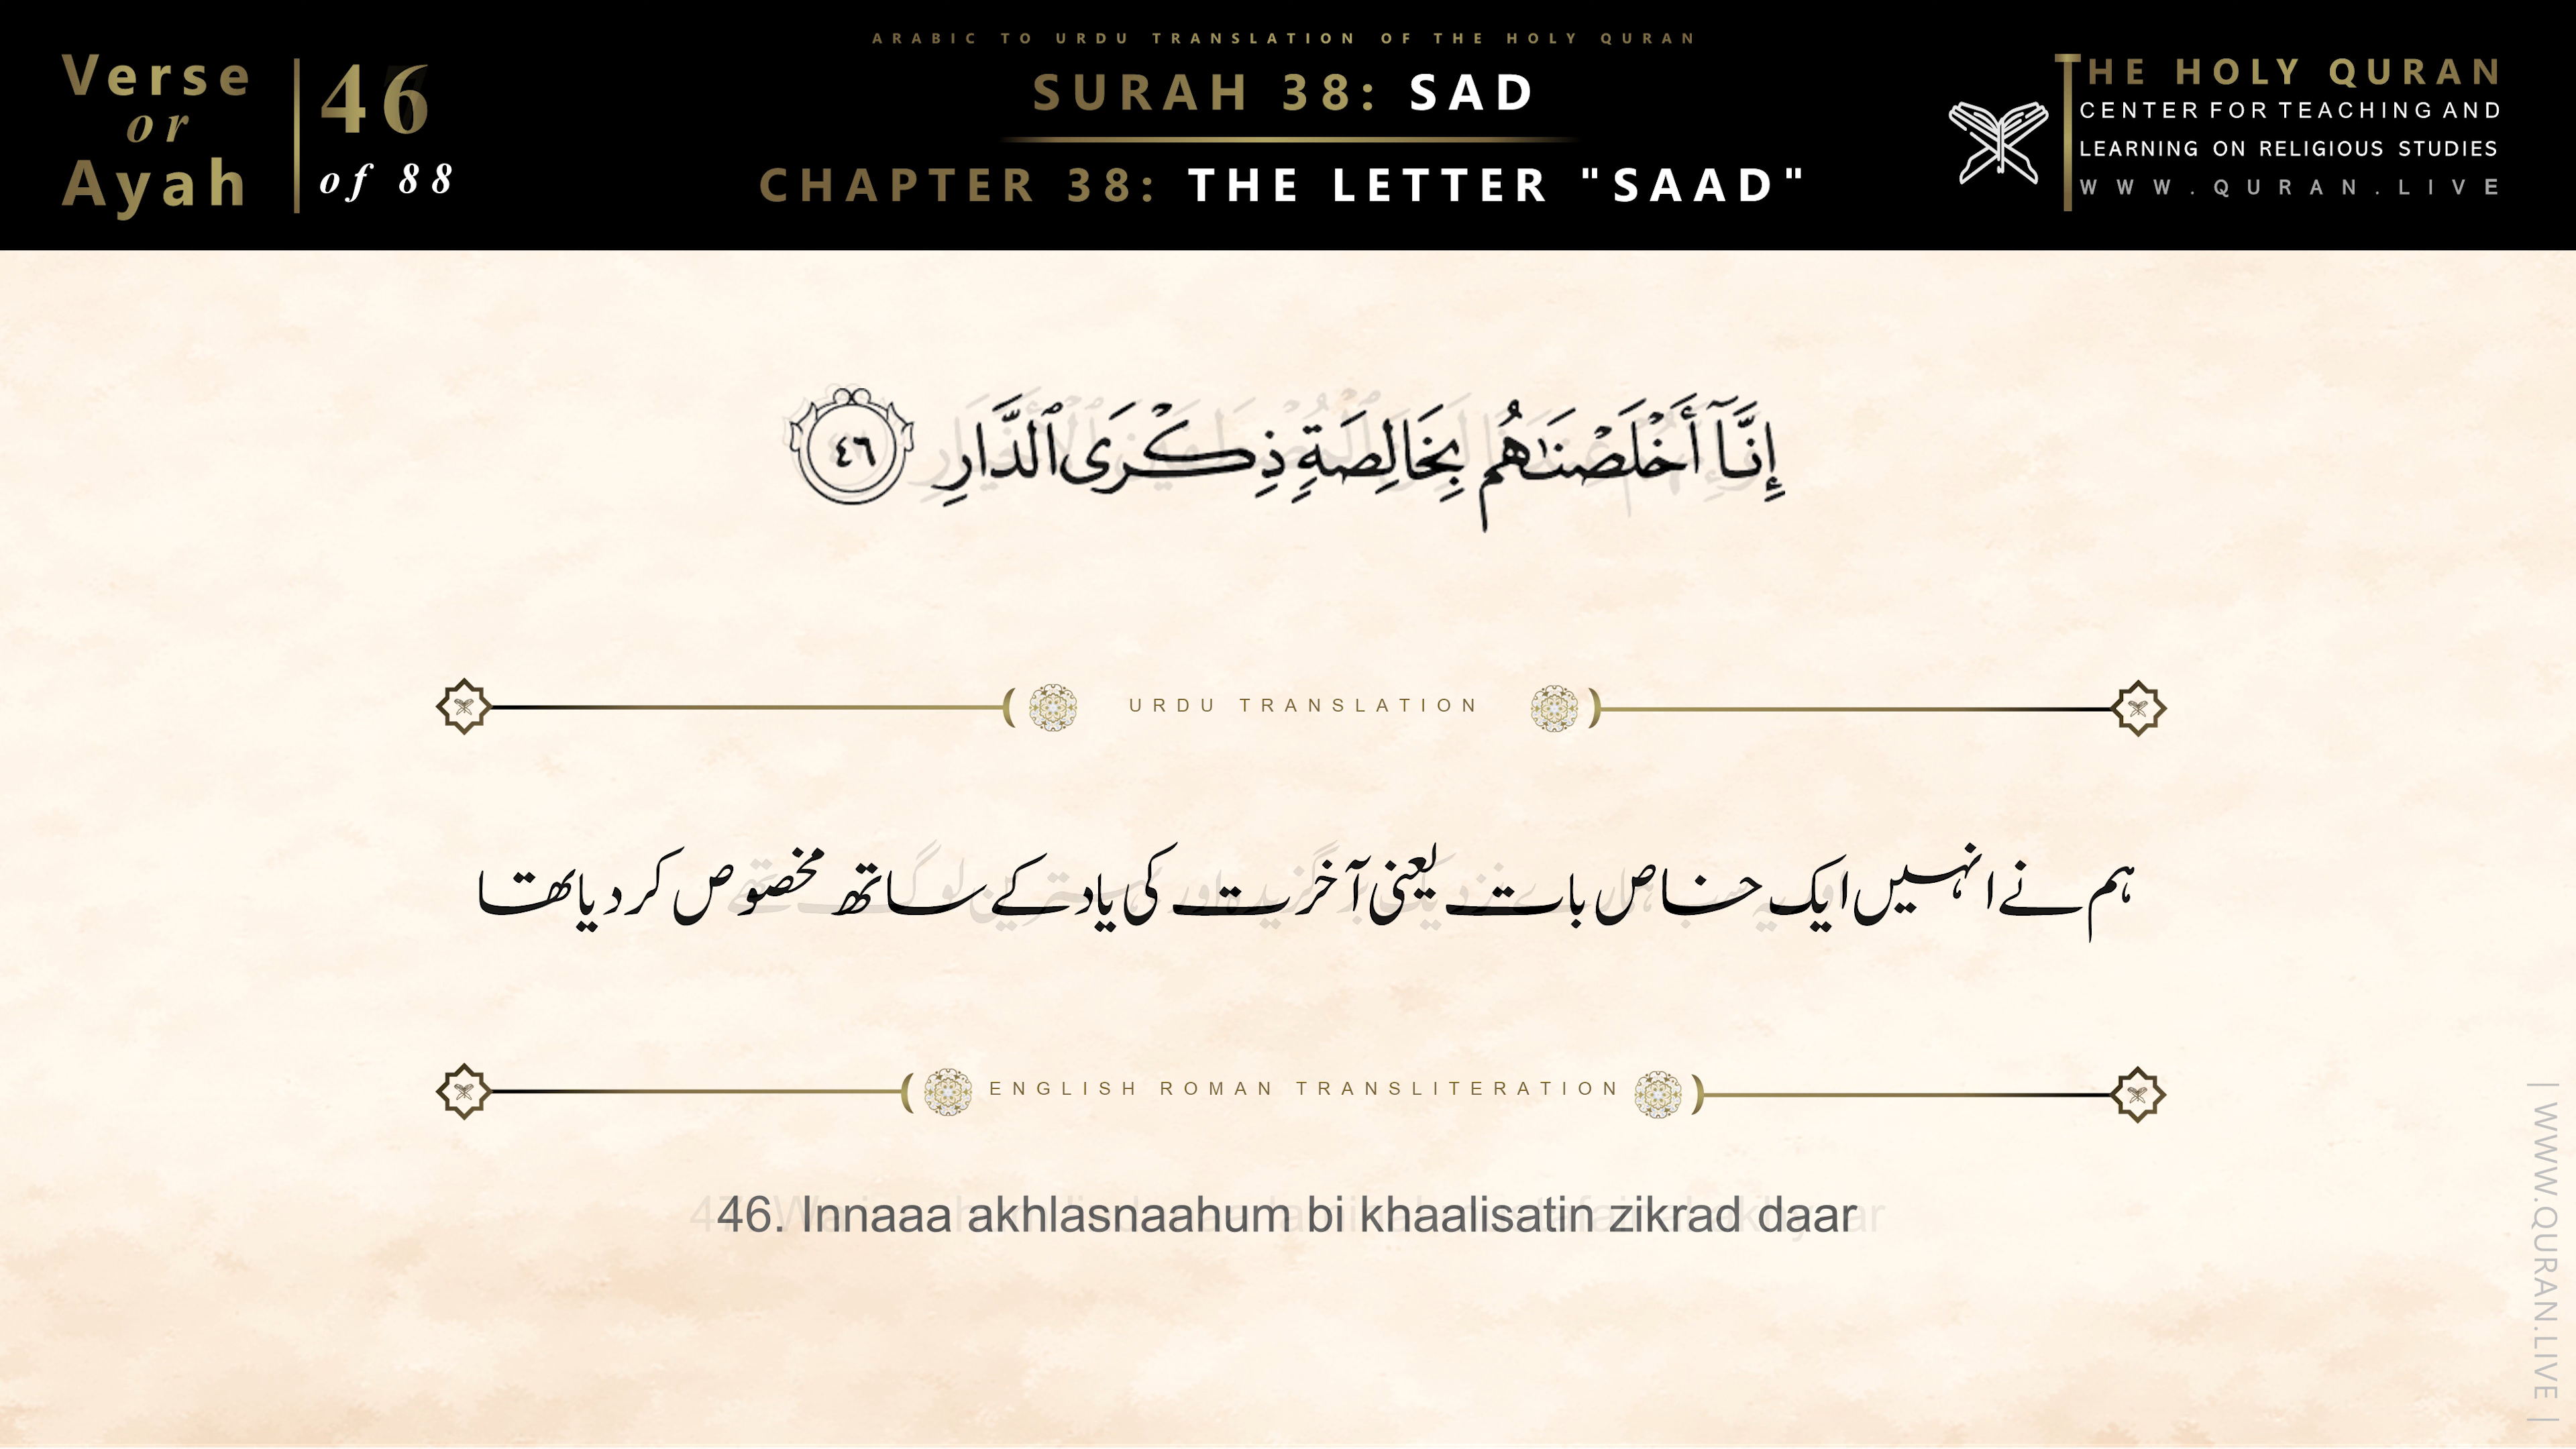 ARABIC TO URDU TRANSLATION OF THE HOLY QURAN
Verse or Ayah
46
of 88
SURAH 38: SAD
CHAPTER 38: THE LETTER "SAAD"
THE HOLY QURAN
CENTER FOR TEACHING AND
LEARNING ON RELIGIOUS STUDIES
WWW.QURAN.LIVE
إِنَّآ أَخْلَصْنَـٰهُم بِخَالِصَةٍ ذِكْرَى ٱلدَّارِ ٤٦
URDU TRANSLATION
ہم نے انہیں ایک خاص بات یعنی آخرت کی یاد کے ساتھ مخصوص کر دیا تھا
ENGLISH ROMAN TRANSLITERATION
46. Innaaa akhlasnaahum bi khaalisatin zikrad daar
| WWW.QURAN.LIVE |